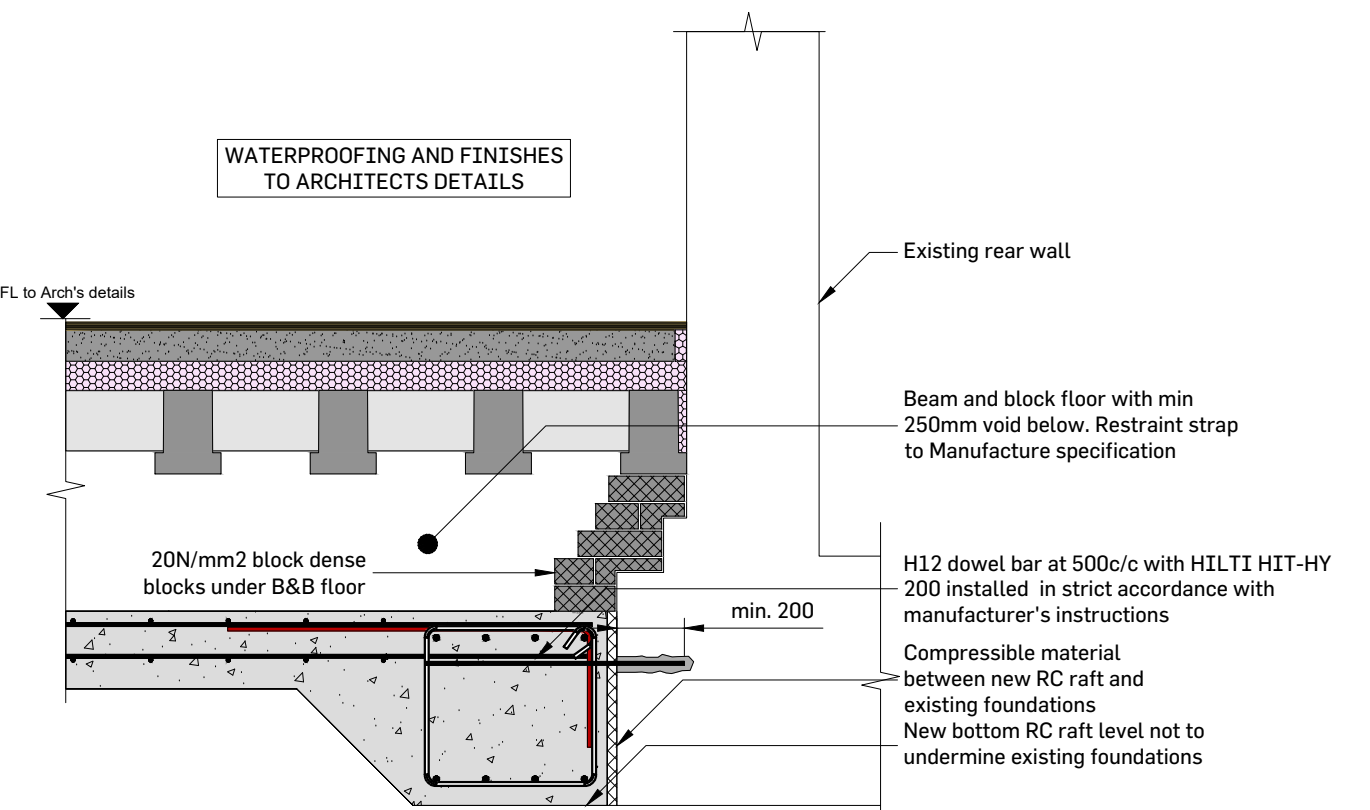 WATERPROOFING AND FINISHES
TO ARCHITECTS DETAILS
Existing rear wall
FL to Arch's details
Beam and block floor with min
250mm void below. Restraint strap
to Manufacture specification
20N/mm2 block dense
blocks under B&B floor
H12 dowel bar at 500c/c with HILTI HIT-HY
200 installed in strict accordance with
manufacturer's instructions
min. 200
Compressible material
between new RC raft and
existing foundations
New bottom RC raft level not to
undermine existing foundations